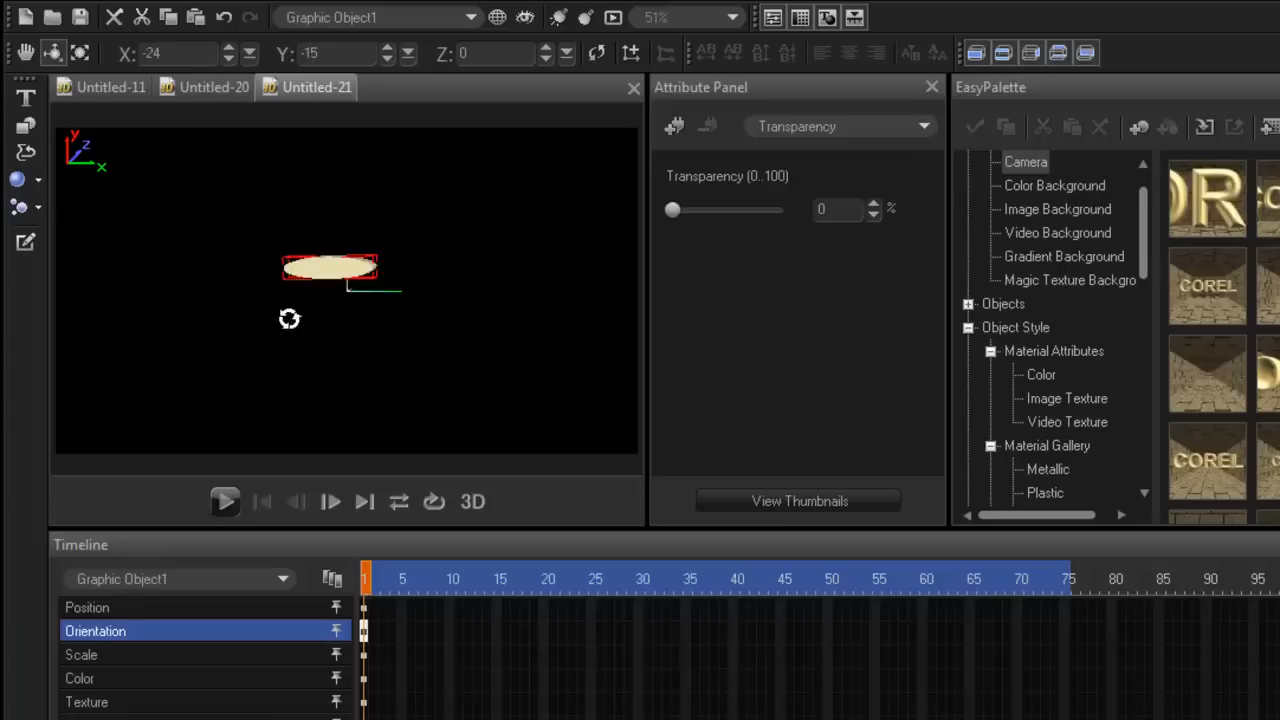 Graphic Object1
51%
X: -24
Y: -15
Z: 0
Untitled-11
Untitled-20
Untitled-21
Attribute Panel
EasyPalette
Transparency
Transparency (0..100)
0
%
View Thumbnails
y
z
x
3D
Camera
Color Background
Image Background
Video Background
Gradient Background
Magic Texture Backgro
Objects
Object Style
Material Attributes
Color
Image Texture
Video Texture
Material Gallery
Metallic
Plastic
OR
COREL
COREL
Timeline
Graphic Object1
1 5 10 15 20 25 30 35 40 45 50 55 60 65 70 75 80 85 90 95
Position
Orientation
Scale
Color
Texture